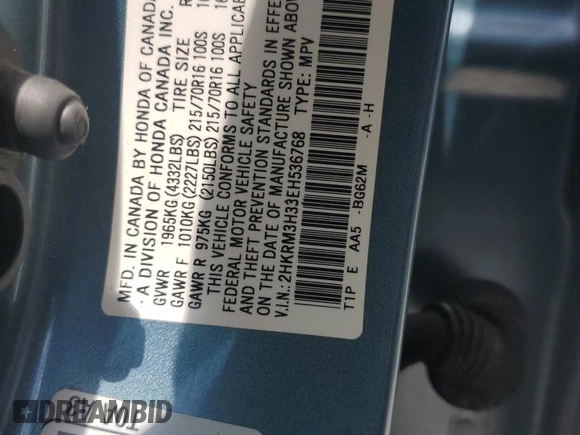 MFD. IN CANADA BY HONDA OF CANADA
-A DIVISION OF HONDA CANADA INC.
GVWR 1965KG(4332LBS) TIRE SIZE
GAWR F 1010KG(2227LBS) 215/70R16 100S
GAWR R 975KG (2150LBS) 215/70R16 100S
THIS VEHICLE CONFORMS TO ALL APPLICAB
FEDERAL MOTOR VEHICLE SAFETY
AND THEFT PREVENTION STANDARDS IN EFFE
ON THE DATE OF MANUFACTURE SHOWN ABOV
V.I.N.: 2HKRM3H33EH536768 TYPE: MPV
T1P E AA5 -BG62M -A -H
DREAMBID